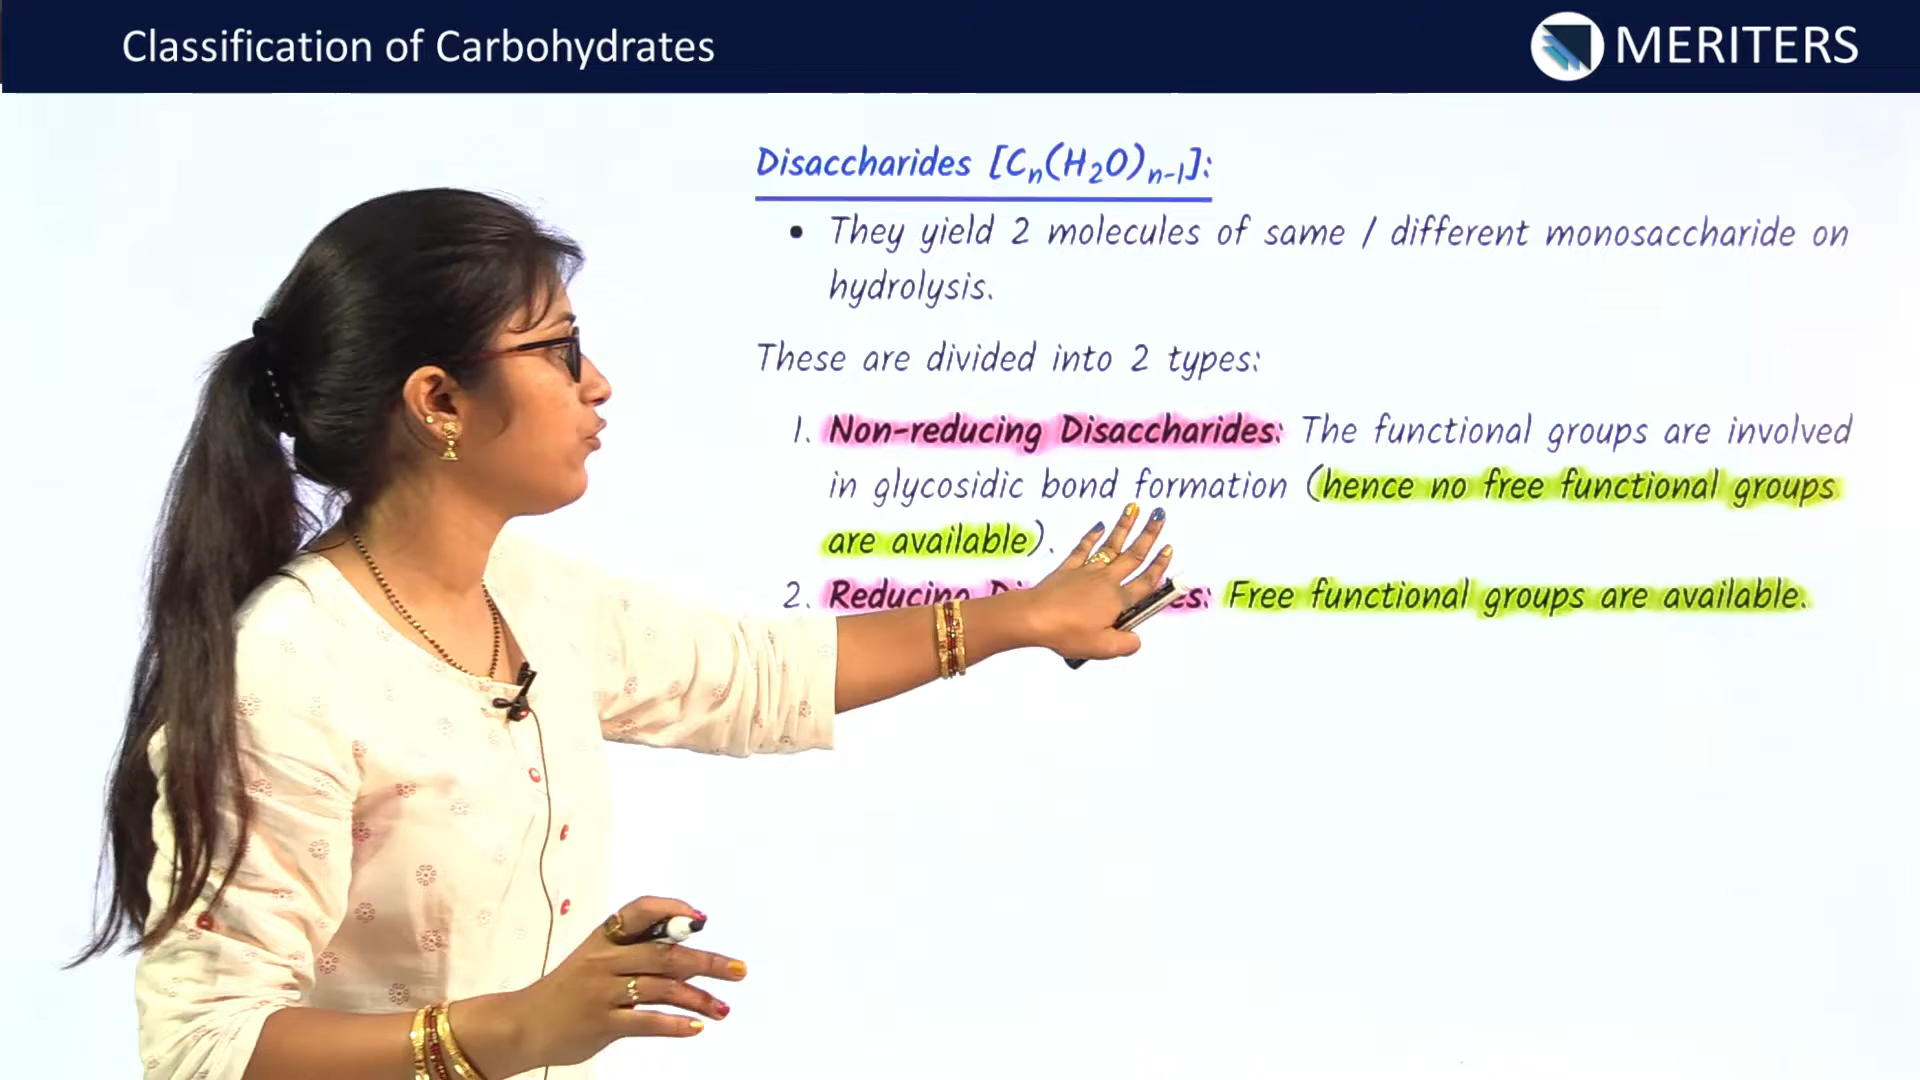 Classification of Carbohydrates
MERITERS
Disaccharides [Cₙ(H₂O)ₙ₋₁]:
• They yield 2 molecules of same / different monosaccharide on
hydrolysis.
These are divided into 2 types:
1. Non-reducing Disaccharides: The functional groups are involved
in glycosidic bond formation (hence no free functional groups
are available).
2. Reducing Free functional groups are available.